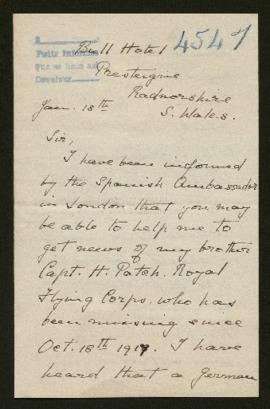 Bell Hotel
4547
Presteigne
Radnorshire
Jan. 18th S. Wales.
Sir,
I have been informed
by the Spanish Ambassador
in London that you may
be able to help me to
get news of my brother
Capt. H. Patch. Royal
Flying Corps. who has
been missing since
Oct. 18th 1917. I have
heard that a German